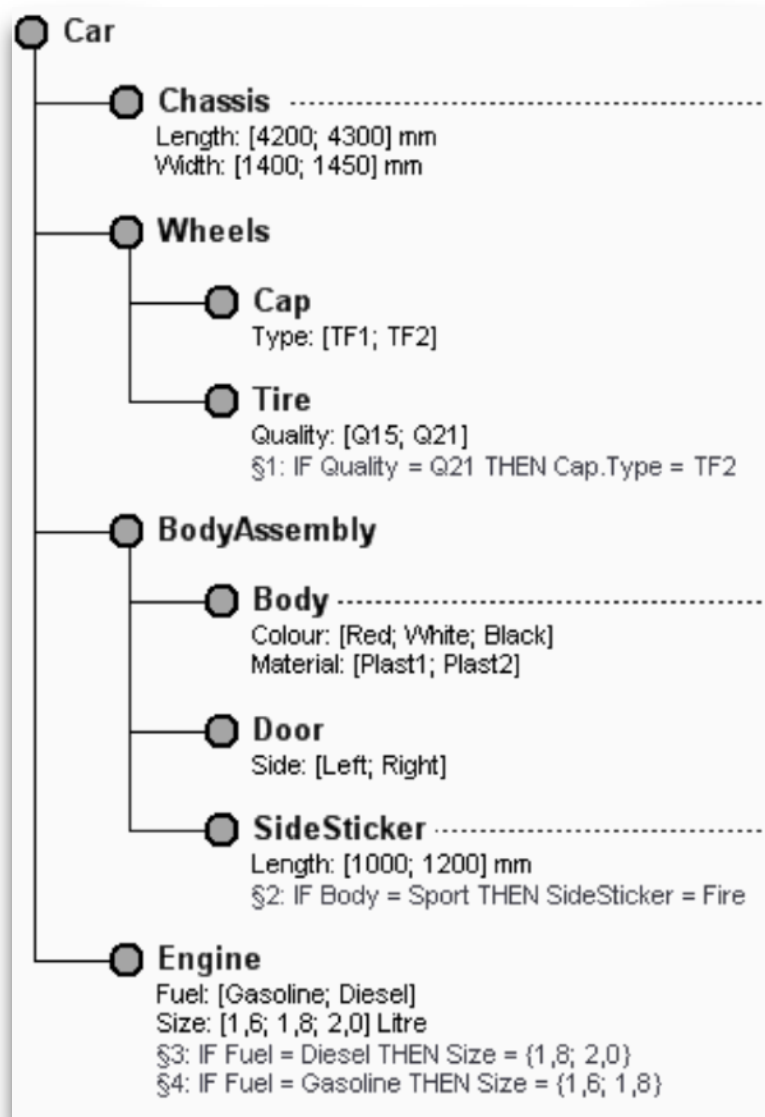 Car
Chassis
Length: [4200; 4300] mm
Width: [1400; 1450] mm
Wheels
Cap
Type: [TF1; TF2]
Tire
Quality: [Q15; Q21]
§1: IF Quality = Q21 THEN Cap.Type = TF2
BodyAssembly
Body
Colour: [Red; White; Black]
Material: [Plast1; Plast2]
Door
Side: [Left; Right]
SideSticker
Length: [1000; 1200] mm
§2: IF Body = Sport THEN SideSticker = Fire
Engine
Fuel: [Gasoline; Diesel]
Size: [1,6; 1,8; 2,0] Litre
§3: IF Fuel = Diesel THEN Size = {1,8; 2,0}
§4: IF Fuel = Gasoline THEN Size = {1,6; 1,8}